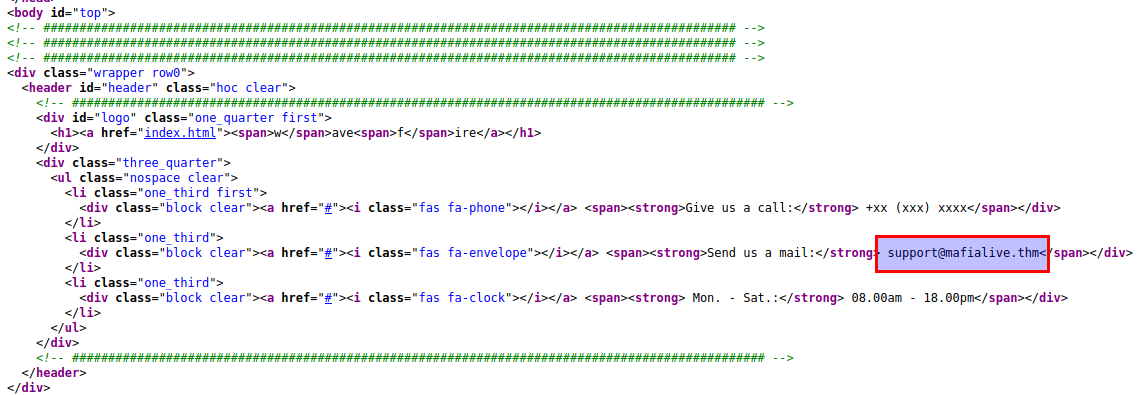 <body id="top">
<!-- ################################################################################################ -->
<!-- ################################################################################################ -->
<!-- ################################################################################################ -->
<div class="wrapper row0">
<header id="header" class="hoc clear">
<!-- ################################################################################################ -->
<div id="logo" class="one_quarter first">
<h1><a href="index.html"><span>w</span>ave<span>f</span>ire</a></h1>
</div>
<div class="three_quarter">
<ul class="nospace clear">
<li class="one_third first">
<div class="block clear"><a href="#"><i class="fas fa-phone"></i></a> <span><strong>Give us a call:</strong> +xx (xxx) xxxx</span></div>
</li>
<li class="one_third">
<div class="block clear"><a href="#"><i class="fas fa-envelope"></i></a> <span><strong>Send us a mail:</strong> support@mafialive.thm</span></div>
</li>
<li class="one_third">
<div class="block clear"><a href="#"><i class="fas fa-clock"></i></a> <span><strong> Mon. - Sat.:</strong> 08.00am - 18.00pm</span></div>
</li>
</ul>
</div>
<!-- ################################################################################################ -->
</header>
</div>